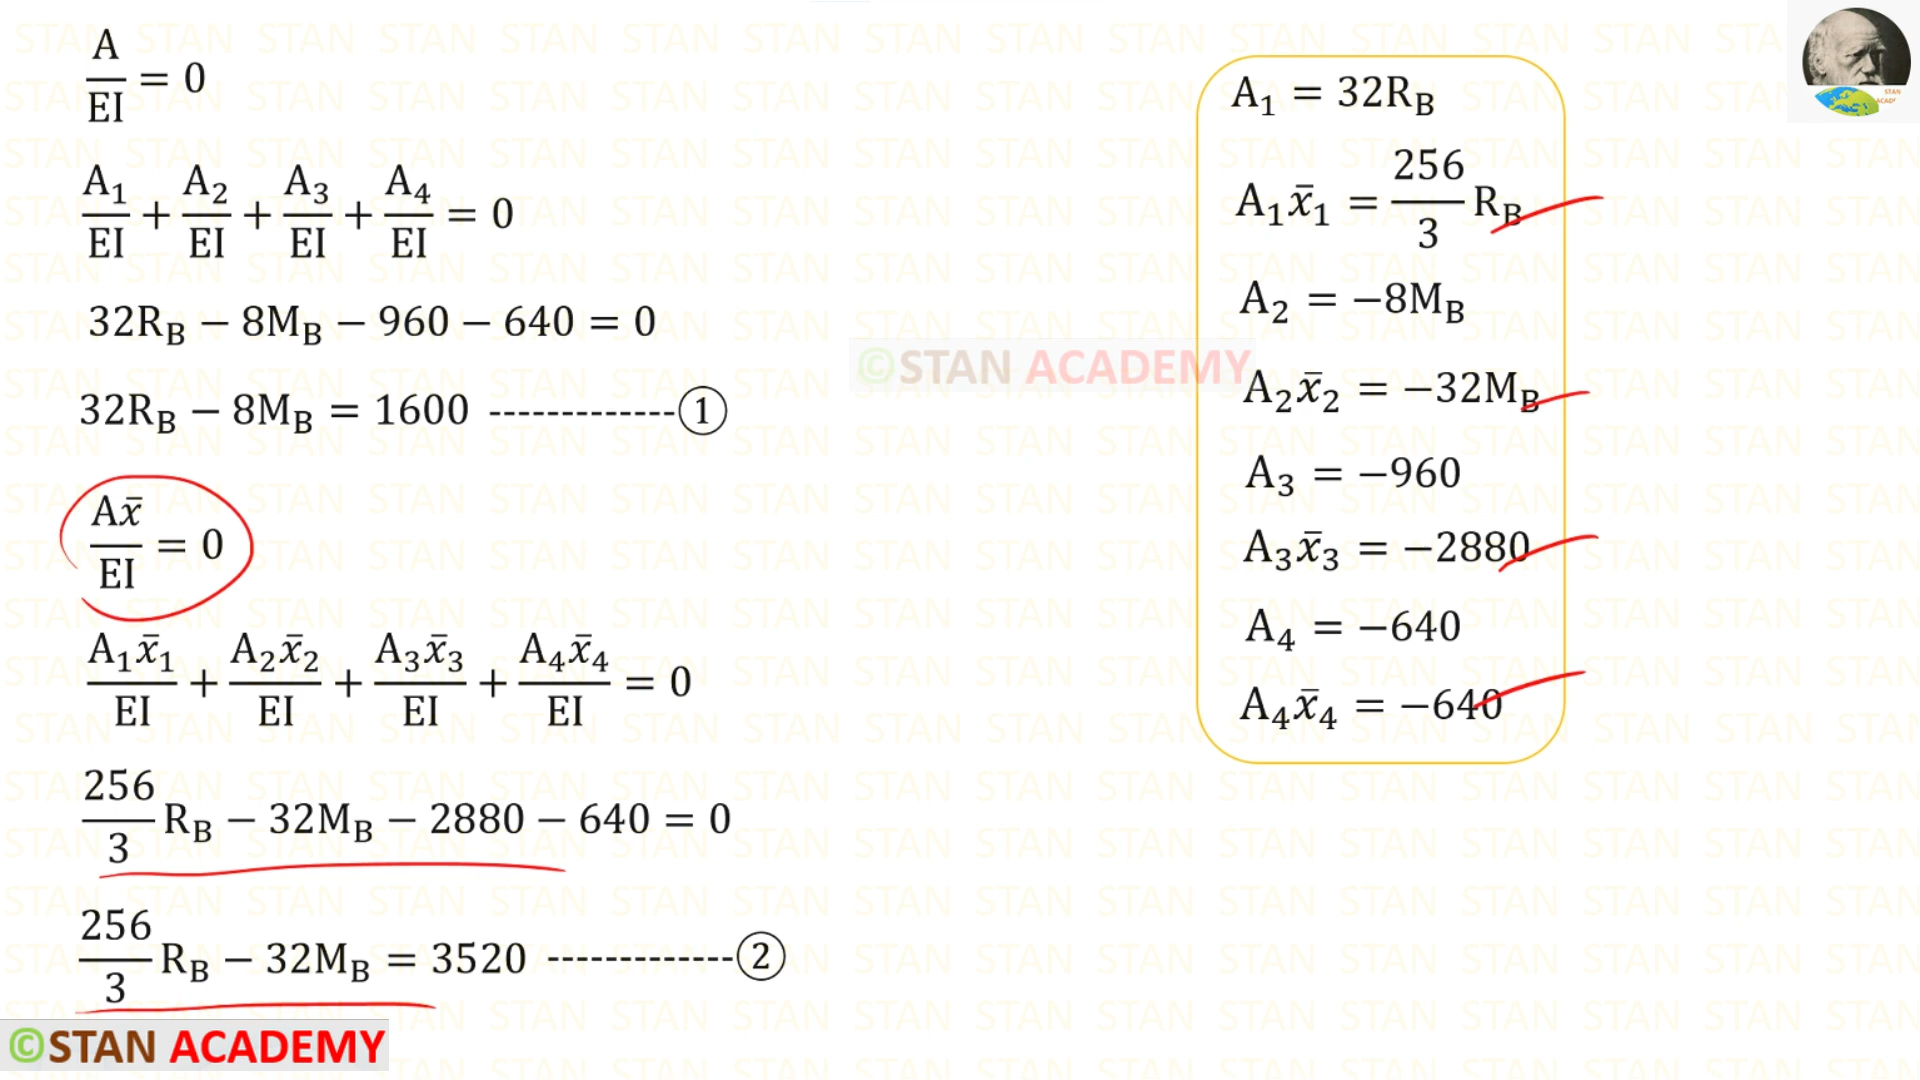 A/EI = 0
A₁/EI + A₂/EI + A₃/EI + A₄/EI = 0
32R_B − 8M_B − 960 − 640 = 0
32R_B − 8M_B = 1600 -------------①
Ax̄/EI = 0
A₁x̄₁/EI + A₂x̄₂/EI + A₃x̄₃/EI + A₄x̄₄/EI = 0
256/3 R_B − 32M_B − 2880 − 640 = 0
256/3 R_B − 32M_B = 3520 -------------②
©STAN ACADEMY
©STAN ACADEMY
A₁ = 32R_B
A₁x̄₁ = 256/3 R_B
A₂ = −8M_B
A₂x̄₂ = −32M_B
A₃ = −960
A₃x̄₃ = −2880
A₄ = −640
A₄x̄₄ = −640
STAN
ACADY